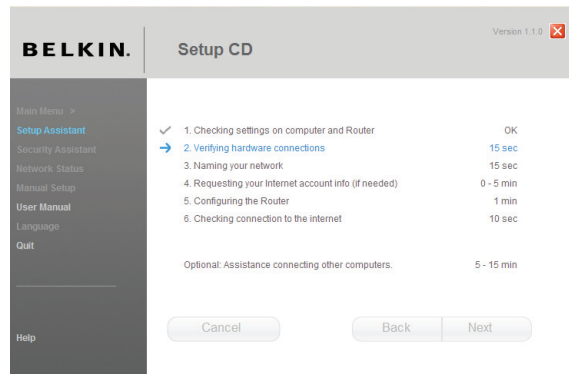 BELKIN.
Setup CD
Version 1.1.0
Main Menu >
Setup Assistant
Security Assistant
Network Status
Manual Setup
User Manual
Language
Quit
Help
1. Checking settings on computer and Router OK
2. Verifying hardware connections 15 sec
3. Naming your network 15 sec
4. Requesting your Internet account info (if needed) 0 - 5 min
5. Configuring the Router 1 min
6. Checking connection to the internet 10 sec
Optional: Assistance connecting other computers. 5 - 15 min
Cancel Back Next